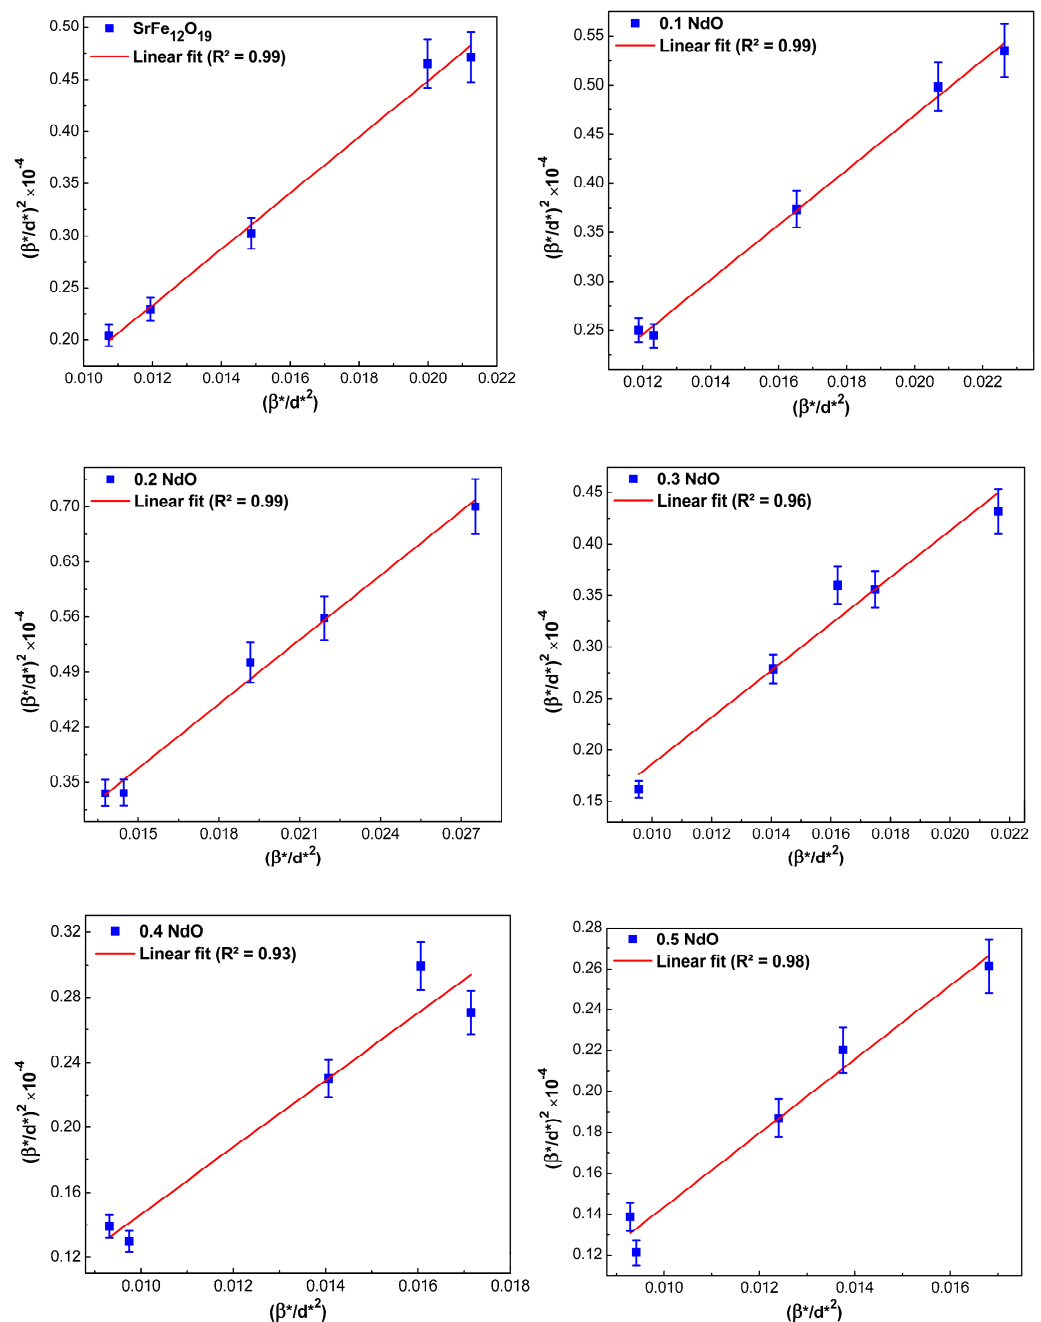 SrFe₁₂O₁₉
Linear fit (R² = 0.99)
0.50
0.45
0.40
0.35
0.30
0.25
0.20
0.010 0.012 0.014 0.016 0.018 0.020 0.022
(β*/d*²)
(β*/d*)² ×10⁻⁴
0.1 NdO
Linear fit (R² = 0.99)
0.55
0.50
0.45
0.40
0.35
0.30
0.25
0.012 0.014 0.016 0.018 0.020 0.022
(β*/d*²)
(β*/d*)² ×10⁻⁴
0.2 NdO
Linear fit (R² = 0.99)
0.70
0.63
0.56
0.49
0.42
0.35
0.015 0.018 0.021 0.024 0.027
(β*/d*²)
(β*/d*)² ×10⁻⁴
0.3 NdO
Linear fit (R² = 0.96)
0.45
0.40
0.35
0.30
0.25
0.20
0.15
0.010 0.012 0.014 0.016 0.018 0.020 0.022
(β*/d*²)
(β*/d*)² ×10⁻⁴
0.4 NdO
Linear fit (R² = 0.93)
0.32
0.28
0.24
0.20
0.16
0.12
0.010 0.012 0.014 0.016 0.018
(β*/d*²)
(β*/d*)² ×10⁻⁴
0.5 NdO
Linear fit (R² = 0.98)
0.28
0.26
0.24
0.22
0.20
0.18
0.16
0.14
0.12
0.010 0.012 0.014 0.016
(β*/d*²)
(β*/d*)² ×10⁻⁴